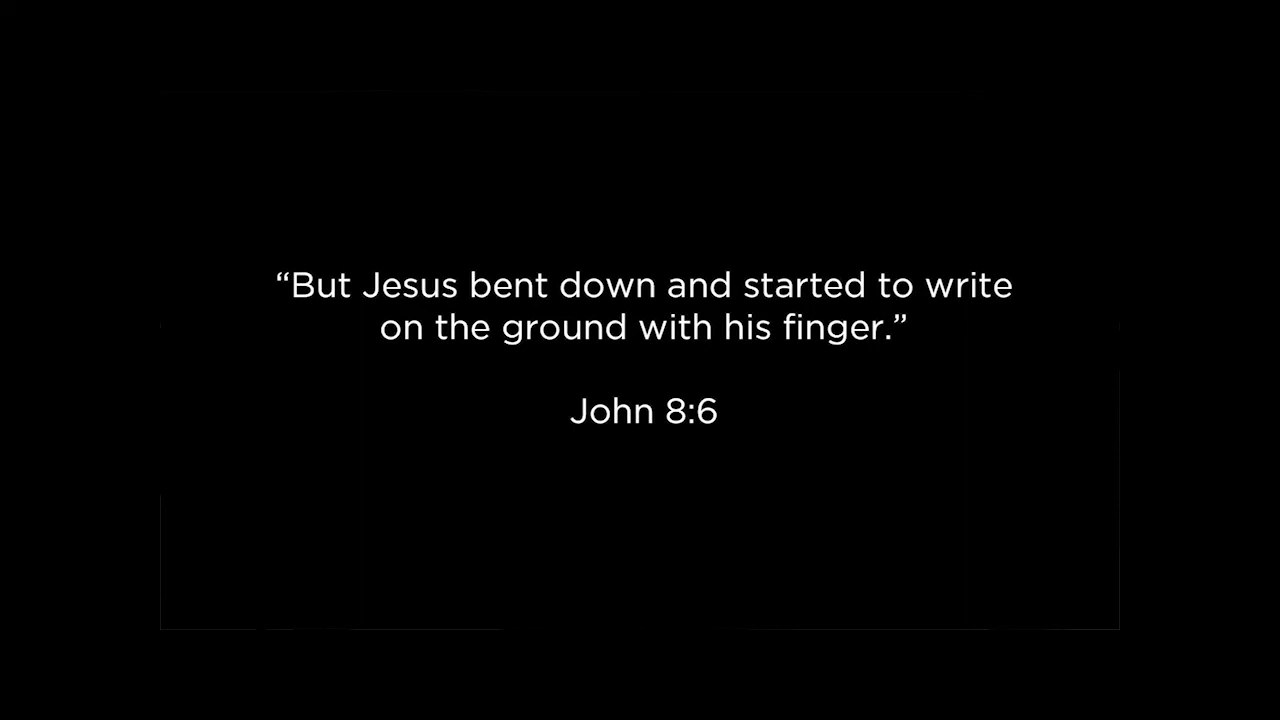 “But Jesus bent down and started to write
on the ground with his finger.”
John 8:6